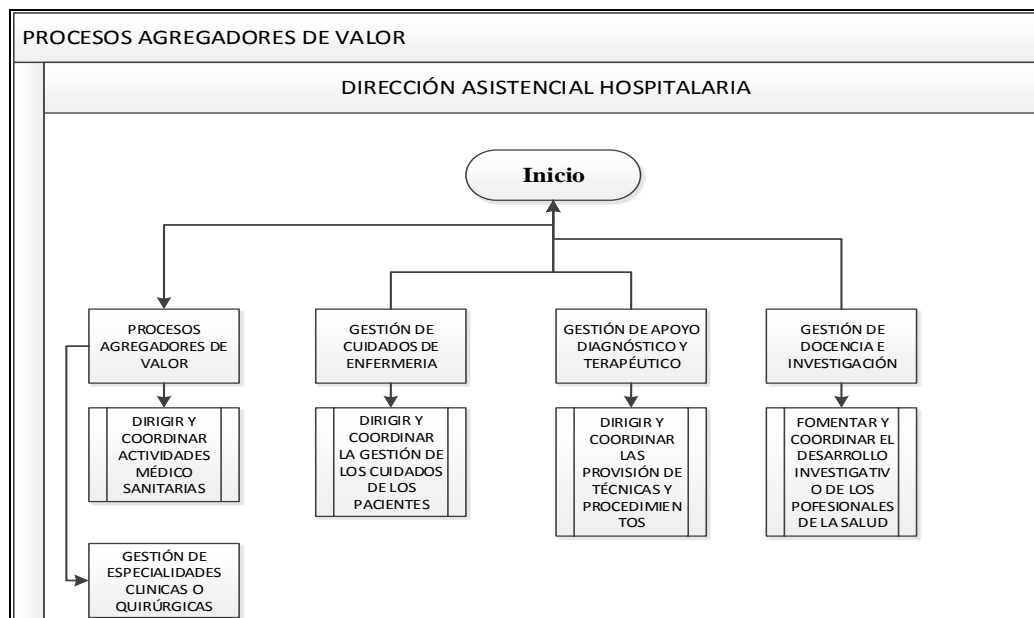 PROCESOS AGREGADORES DE VALOR
DIRECCIÓN ASISTENCIAL HOSPITALARIA
Inicio
PROCESOS
AGREGADORES DE
VALOR
GESTIÓN DE
CUIDADOS DE
ENFERMERIA
GESTIÓN DE APOYO
DIAGNÓSTICO Y
TERAPÉUTICO
GESTIÓN DE
DOCENCIA E
INVESTIGACIÓN
DIRIGIR Y
COORDINAR
ACTIVIDADES
MÉDICO
SANITARIAS
DIRIGIR Y
COORDINAR
LA GESTIÓN DE
LOS CUIDADOS
DE LOS
PACIENTES
DIRIGIR Y
COORDINAR
LAS
PROVISIÓN DE
TÉCNICAS Y
PROCEDIMIEN
TOS
FOMENTAR Y
COORDINAR EL
DESARROLLO
INVESTIGATIV
O DE LOS
POFESIONALES
DE LA SALUD
GESTIÓN DE
ESPECIALIDADES
CLINICAS O
QUIRÚRGICAS